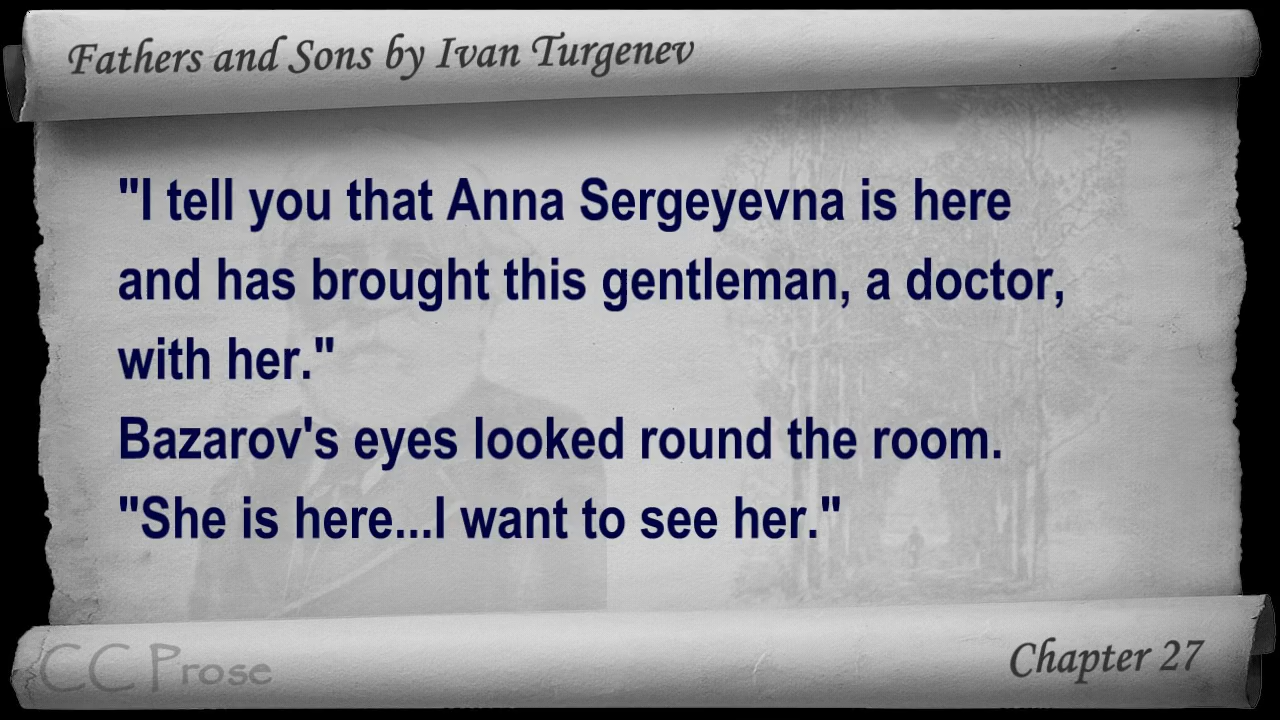 Fathers and Sons by Ivan Turgenev
"I tell you that Anna Sergeyevna is here
and has brought this gentleman, a doctor,
with her."
Bazarov's eyes looked round the room.
"She is here...I want to see her."
CC Prose
Chapter 27